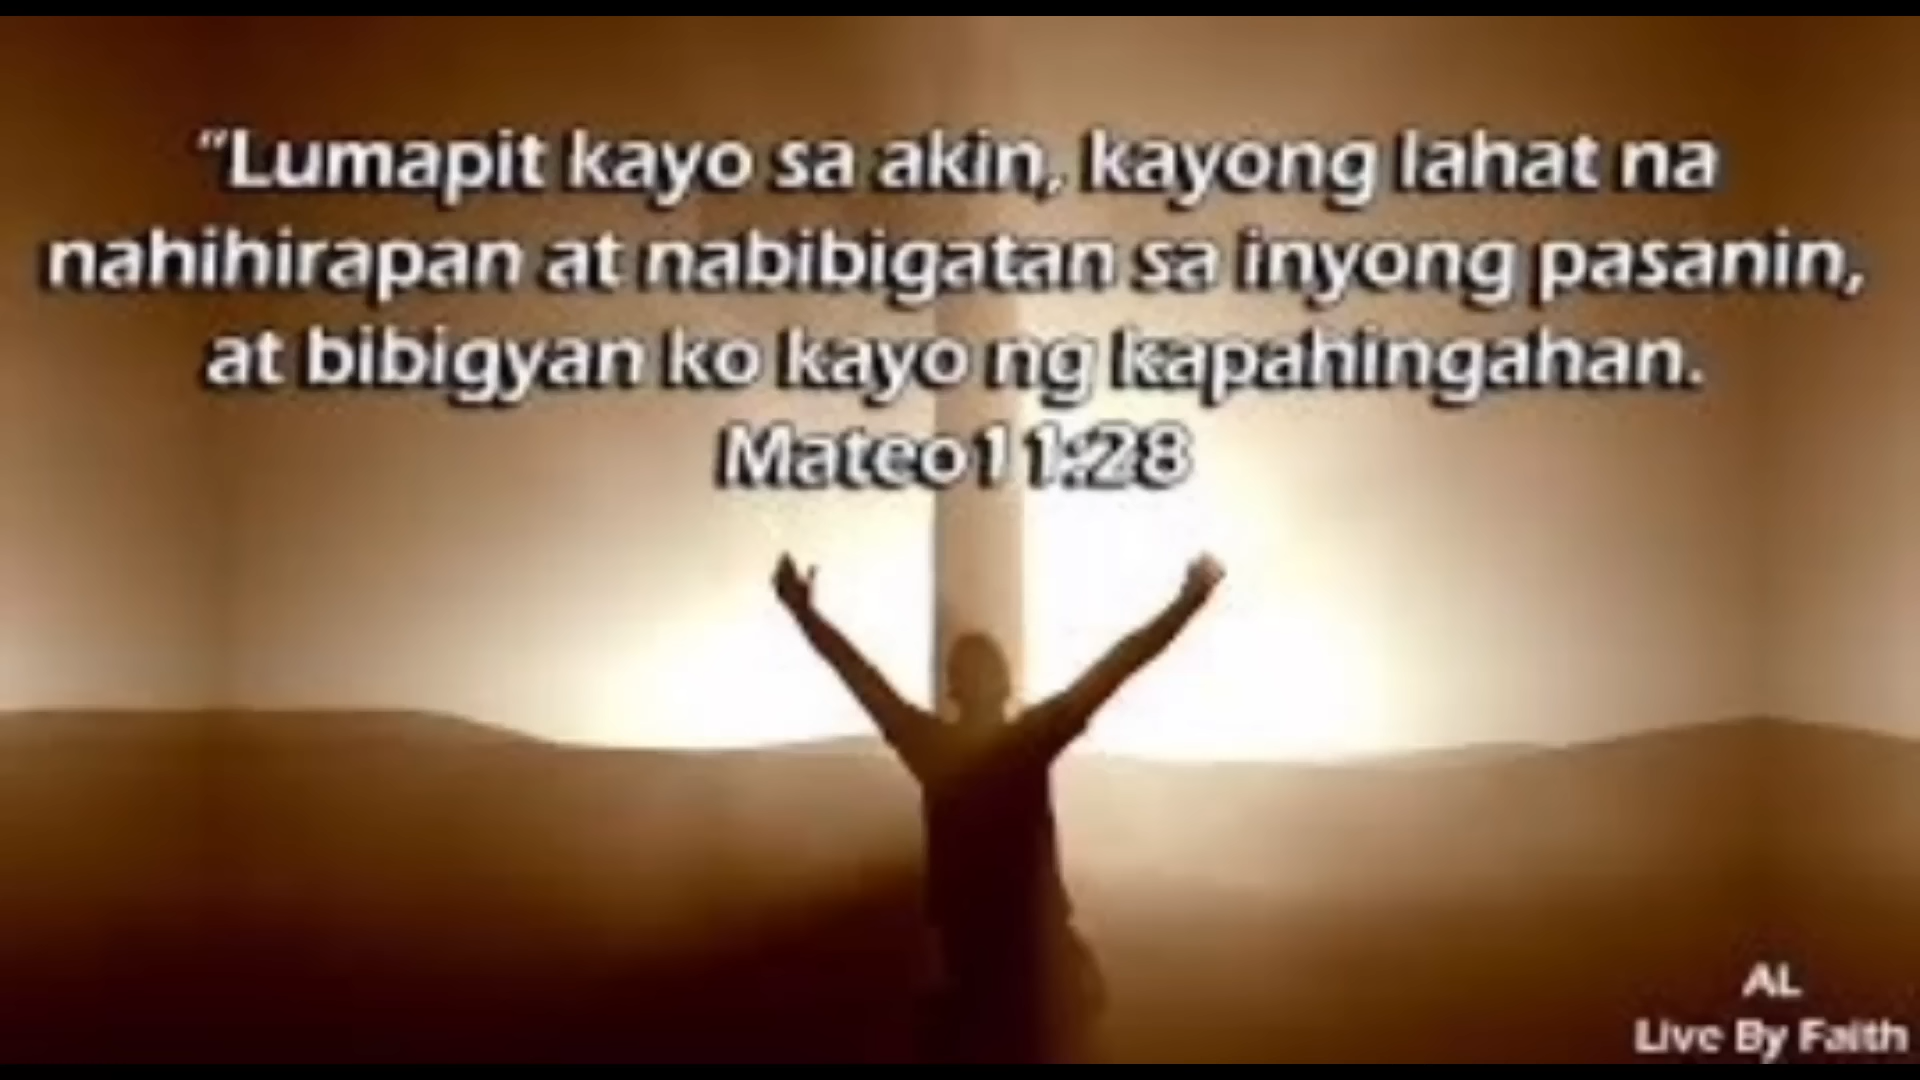 “Lumapit kayo sa akin, kayong lahat na
nahihirapan at nabibigatan sa inyong pasanin,
at bibigyan ko kayo ng kapahingahan.
Mateo11:28
AL
Live By Faith